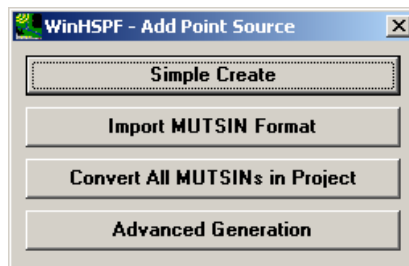 WinHSPF - Add Point Source
Simple Create
Import MUTSIN Format
Convert All MUTSINs in Project
Advanced Generation